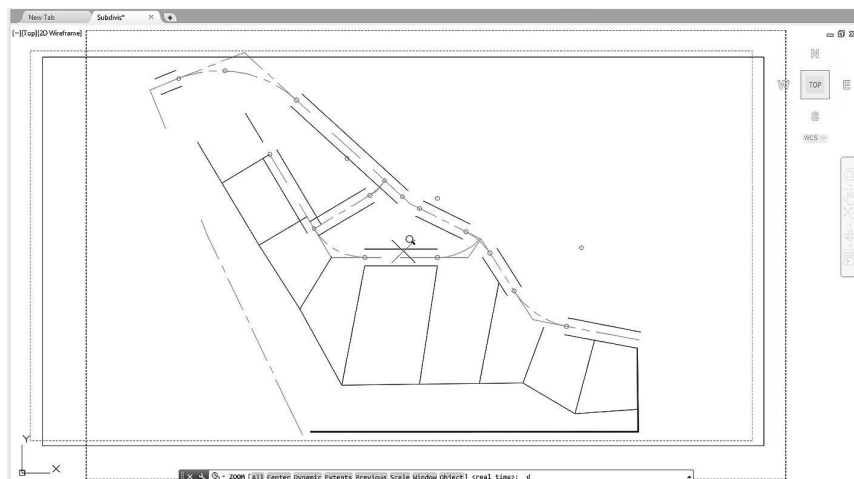 New Tab
Subdivis*
[−][Top][2D Wireframe]
N
W TOP E
S
WCS
Y
X
ZOOM [All Center Dynamic Extents Previous Scale Window Object] <real time>: d